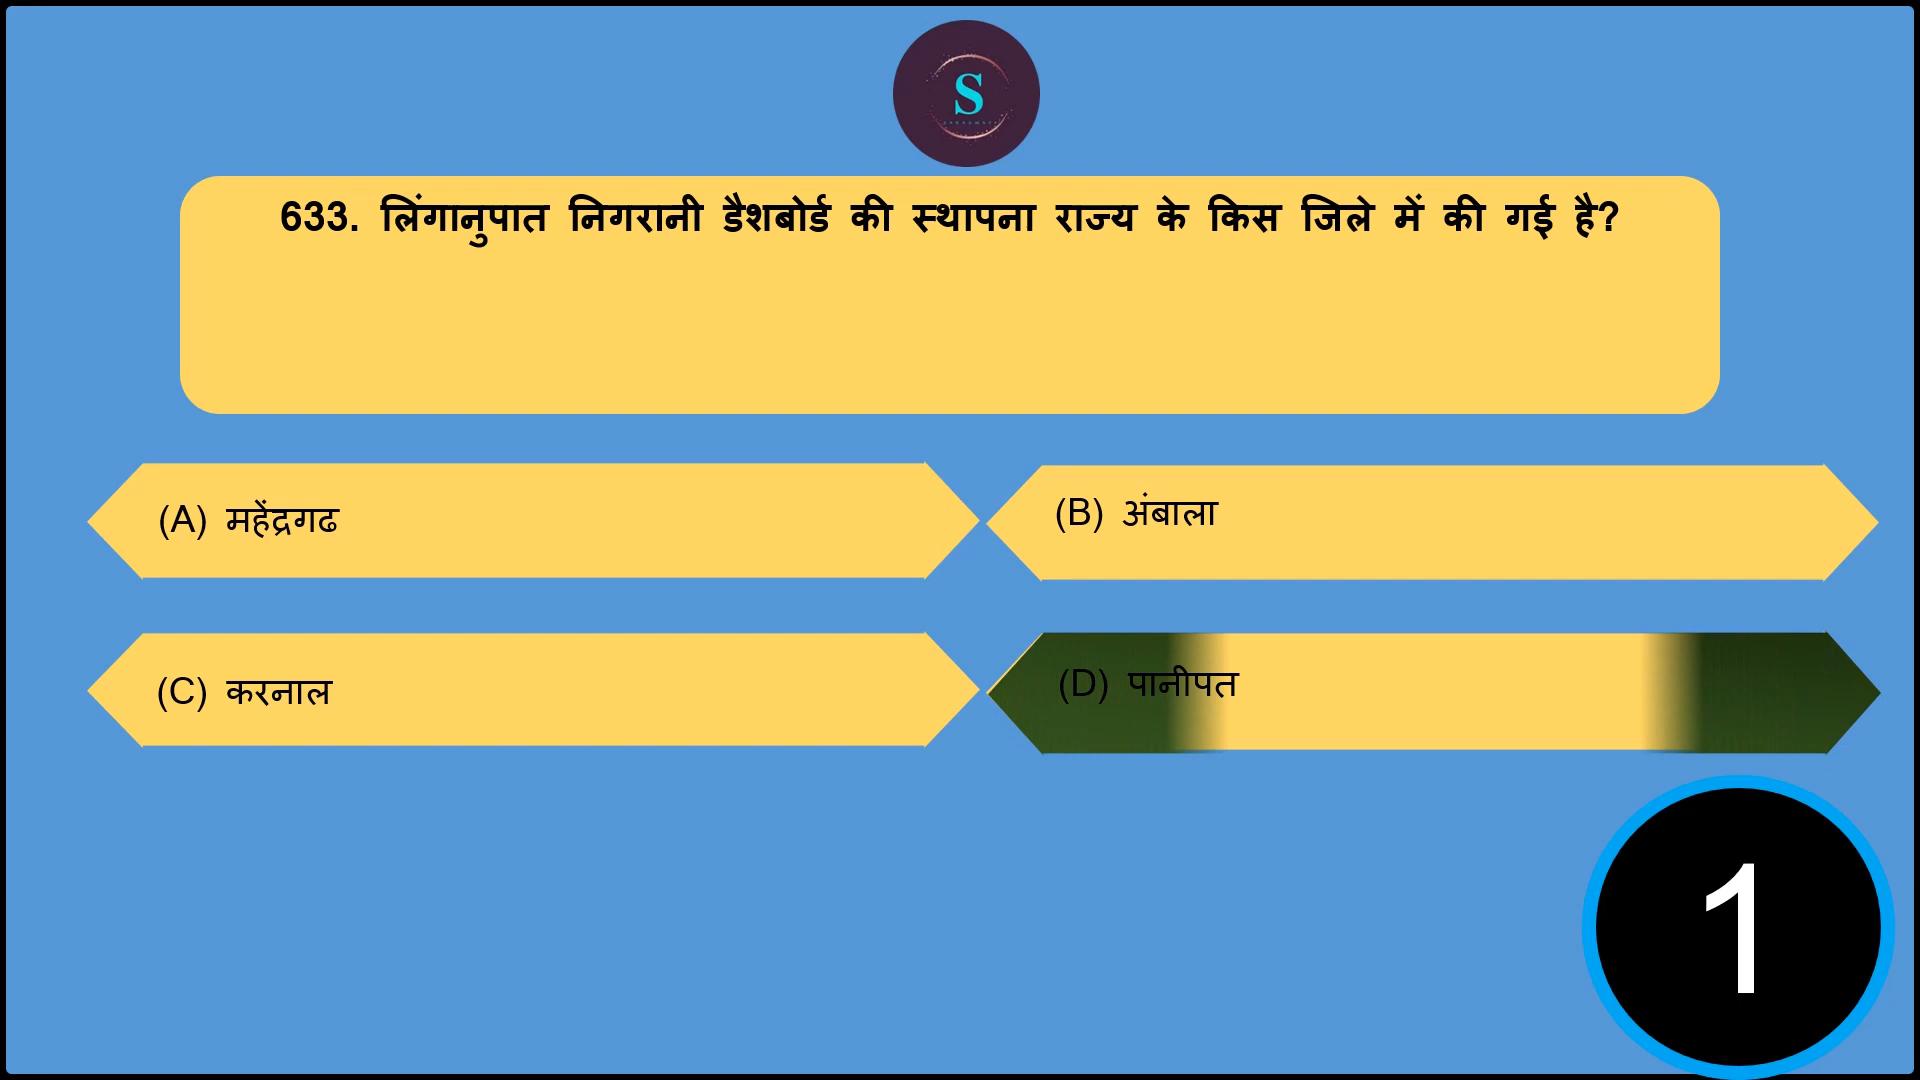 S
633. लिंगानुपात निगरानी डैशबोर्ड की स्थापना राज्य के किस जिले में की गई है?
(A) महेंद्रगढ
(B) अंबाला
(C) करनाल
(D) पानीपत
1